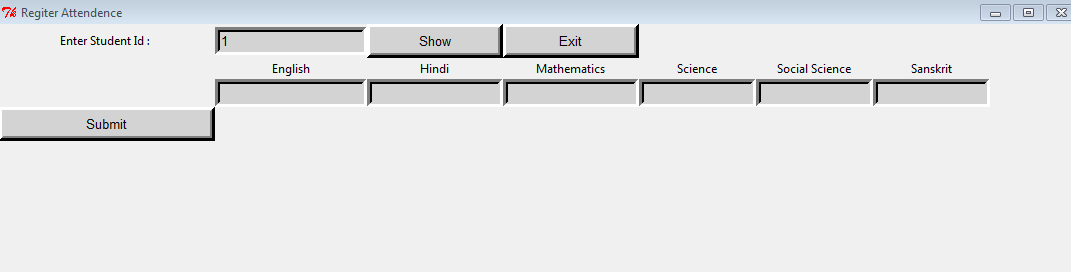 Regiter Attendence
Enter Student Id : 1 Show Exit
English Hindi Mathematics Science Social Science Sanskrit
Submit